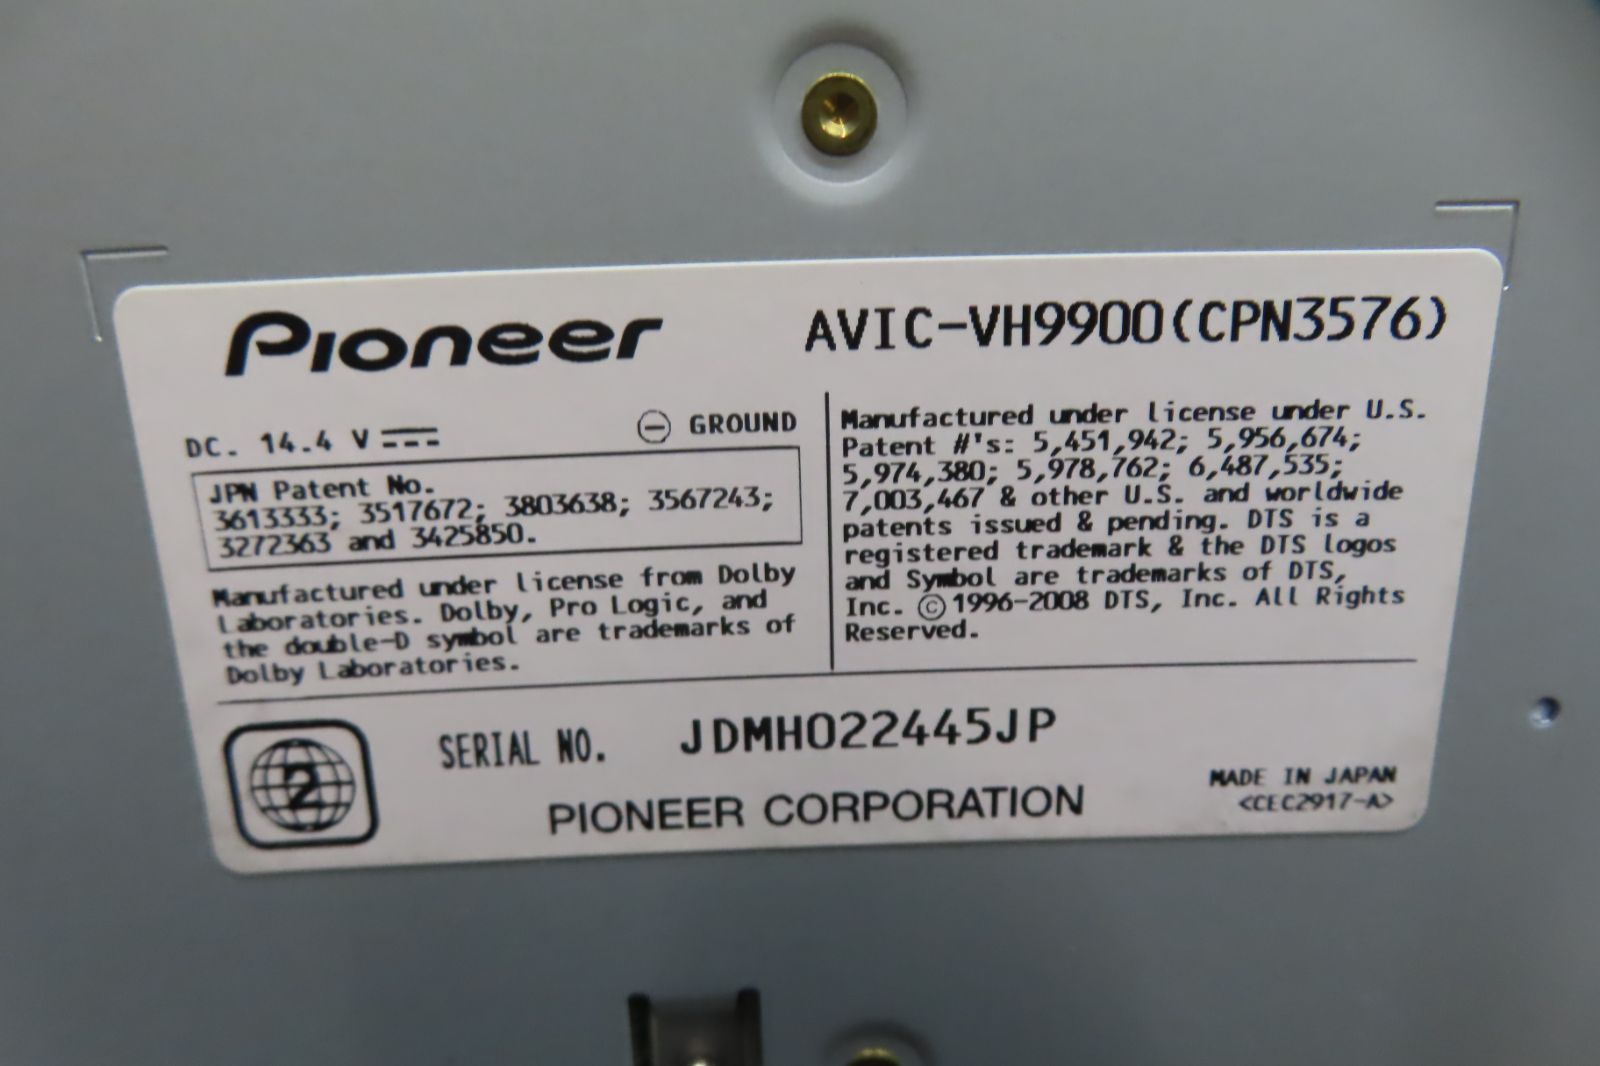 Pioneer
AVIC-VH9900(CPN3576)
DC. 14.4 V
GROUND
JPN Patent No.
3613333; 3517672; 3803638; 3567243;
3272363 and 3425850.
Manufactured under license from Dolby
Laboratories. Dolby, Pro Logic, and
the double-D symbol are trademarks of
Dolby Laboratories.
Manufactured under license under U.S.
Patent #'s: 5,451,942; 5,956,674;
5,974,380; 5,978,762; 6,487,535;
7,003,467 & other U.S. and worldwide
patents issued & pending. DTS is a
registered trademark & the DTS logos
and Symbol are trademarks of DTS,
Inc. © 1996-2008 DTS, Inc. All Rights
Reserved.
2
SERIAL NO. JDMH022445JP
PIONEER CORPORATION
MADE IN JAPAN
<CEC2917-A>